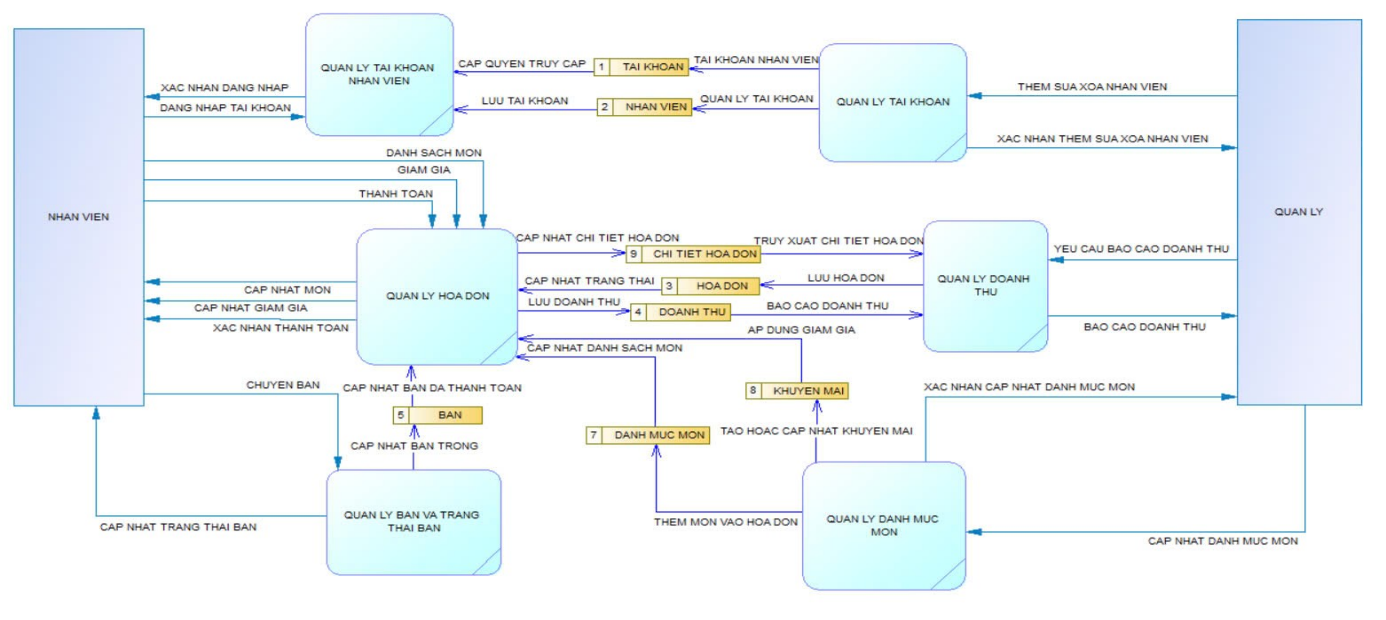 QUAN LY TAI KHOAN
NHAN VIEN
CAP QUYEN TRUY CAP
1 TAI KHOAN
TAI KHOAN NHAN VIEN
XAC NHAN DANG NHAP
DANG NHAP TAI KHOAN
LUU TAI KHOAN
2 NHAN VIEN
QUAN LY TAI KHOAN
QUAN LY TAI KHOAN
THEM SUA XOA NHAN VIEN
XAC NHAN THEM SUA XOA NHAN VIEN
DANH SACH MON
GIAM GIA
THANH TOAN
NHAN VIEN
QUAN LY
CAP NHAT CHI TIET HOA DON
9 CHI TIET HOA DON
TRUY XUAT CHI TIET HOA DON
YEU CAU BAO CAO DOANH THU
CAP NHAT MON
CAP NHAT GIAM GIA
XAC NHAN THANH TOAN
QUAN LY HOA DON
CAP NHAT TRANG THAI
3 HOA DON
LUU HOA DON
QUAN LY DOANH
THU
LUU DOANH THU
4 DOANH THU
BAO CAO DOANH THU
BAO CAO DOANH THU
AP DUNG GIAM GIA
CAP NHAT DANH SACH MON
CHUYEN BAN
CAP NHAT BAN DA THANH TOAN
8 KHUYEN MAI
XAC NHAN CAP NHAT DANH MUC MON
5 BAN
7 DANH MUC MON
TAO HOAC CAP NHAT KHUYEN MAI
CAP NHAT BAN TRONG
CAP NHAT TRANG THAI BAN
QUAN LY BAN VA TRANG
THAI BAN
THEM MON VAO HOA DON
QUAN LY DANH MUC
MON
CAP NHAT DANH MUC MON